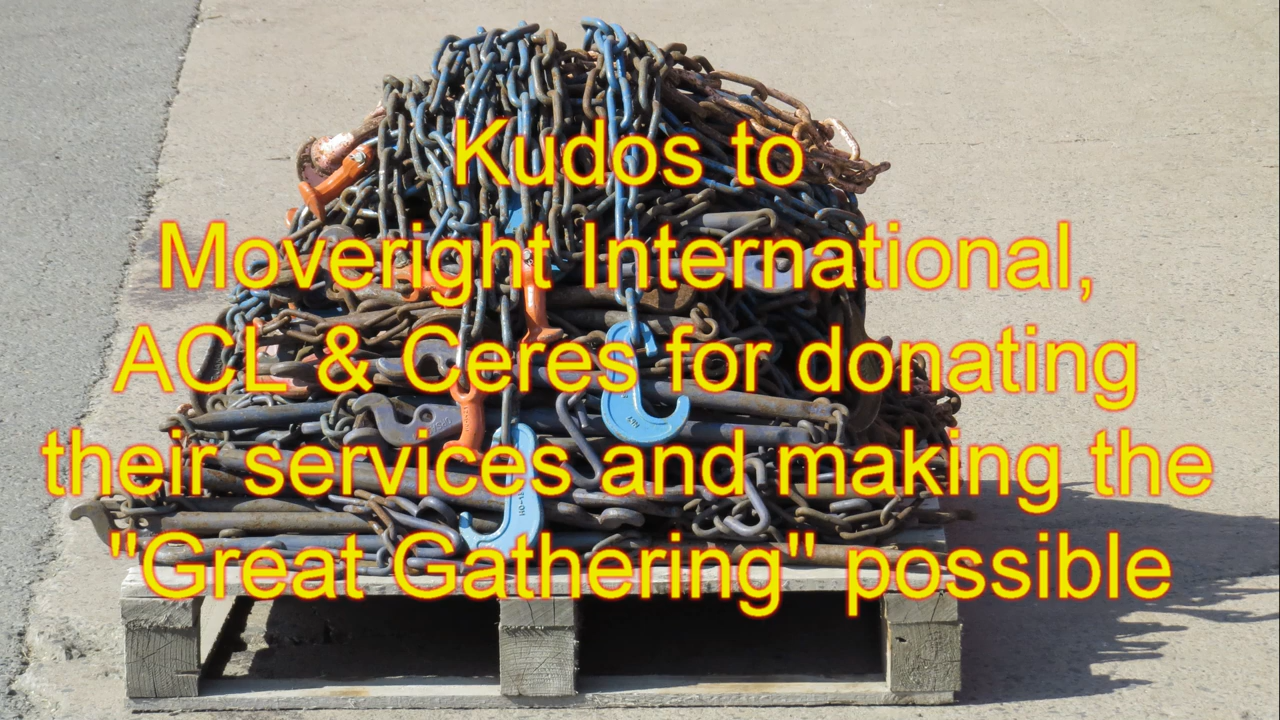 Kudos to
Moveright International,
ACL & Ceres for donating
their services and making the
"Great Gathering" possible